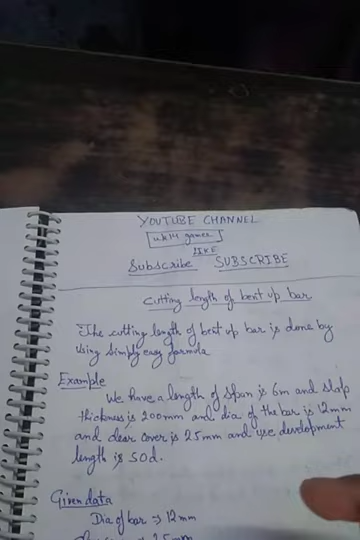 YOUTUBE CHANNEL
LIKE
Subscribe SUBSCRIBE
Cutting length of bent up bar
The cutting length of bent up bar is done by
using simply easy formula
Example
We have a length of span is 6m and slab
thickness is 200mm and dia of the bar is 12mm
and clear cover is 25mm and use development
length is 50d.
Given data
Dia of bar ⇒ 12mm